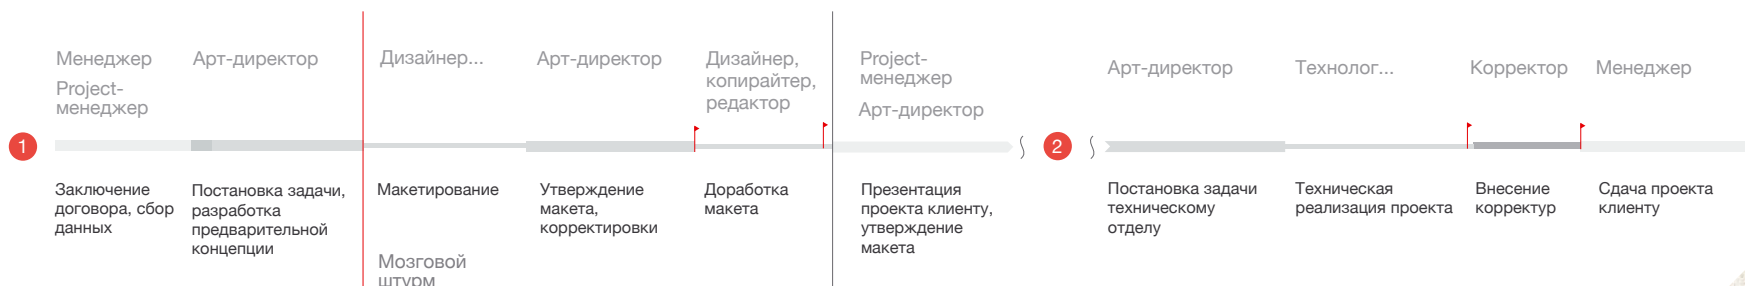 Менеджер
Project-
менеджер
Арт-директор
Дизайнер...
Арт-директор
Дизайнер,
копирайтер,
редактор
Project-
менеджер
Арт-директор
Арт-директор
Технолог...
Корректор
Менеджер
1
2
Заключение
договора, сбор
данных
Постановка задачи,
разработка
предварительной
концепции
Макетирование
Утверждение
макета,
корректировки
Доработка
макета
Презентация
проекта клиенту,
утверждение
макета
Постановка задачи
техническому
отделу
Техническая
реализация проекта
Внесение
корректур
Сдача проекта
клиенту
Мозговой
штурм